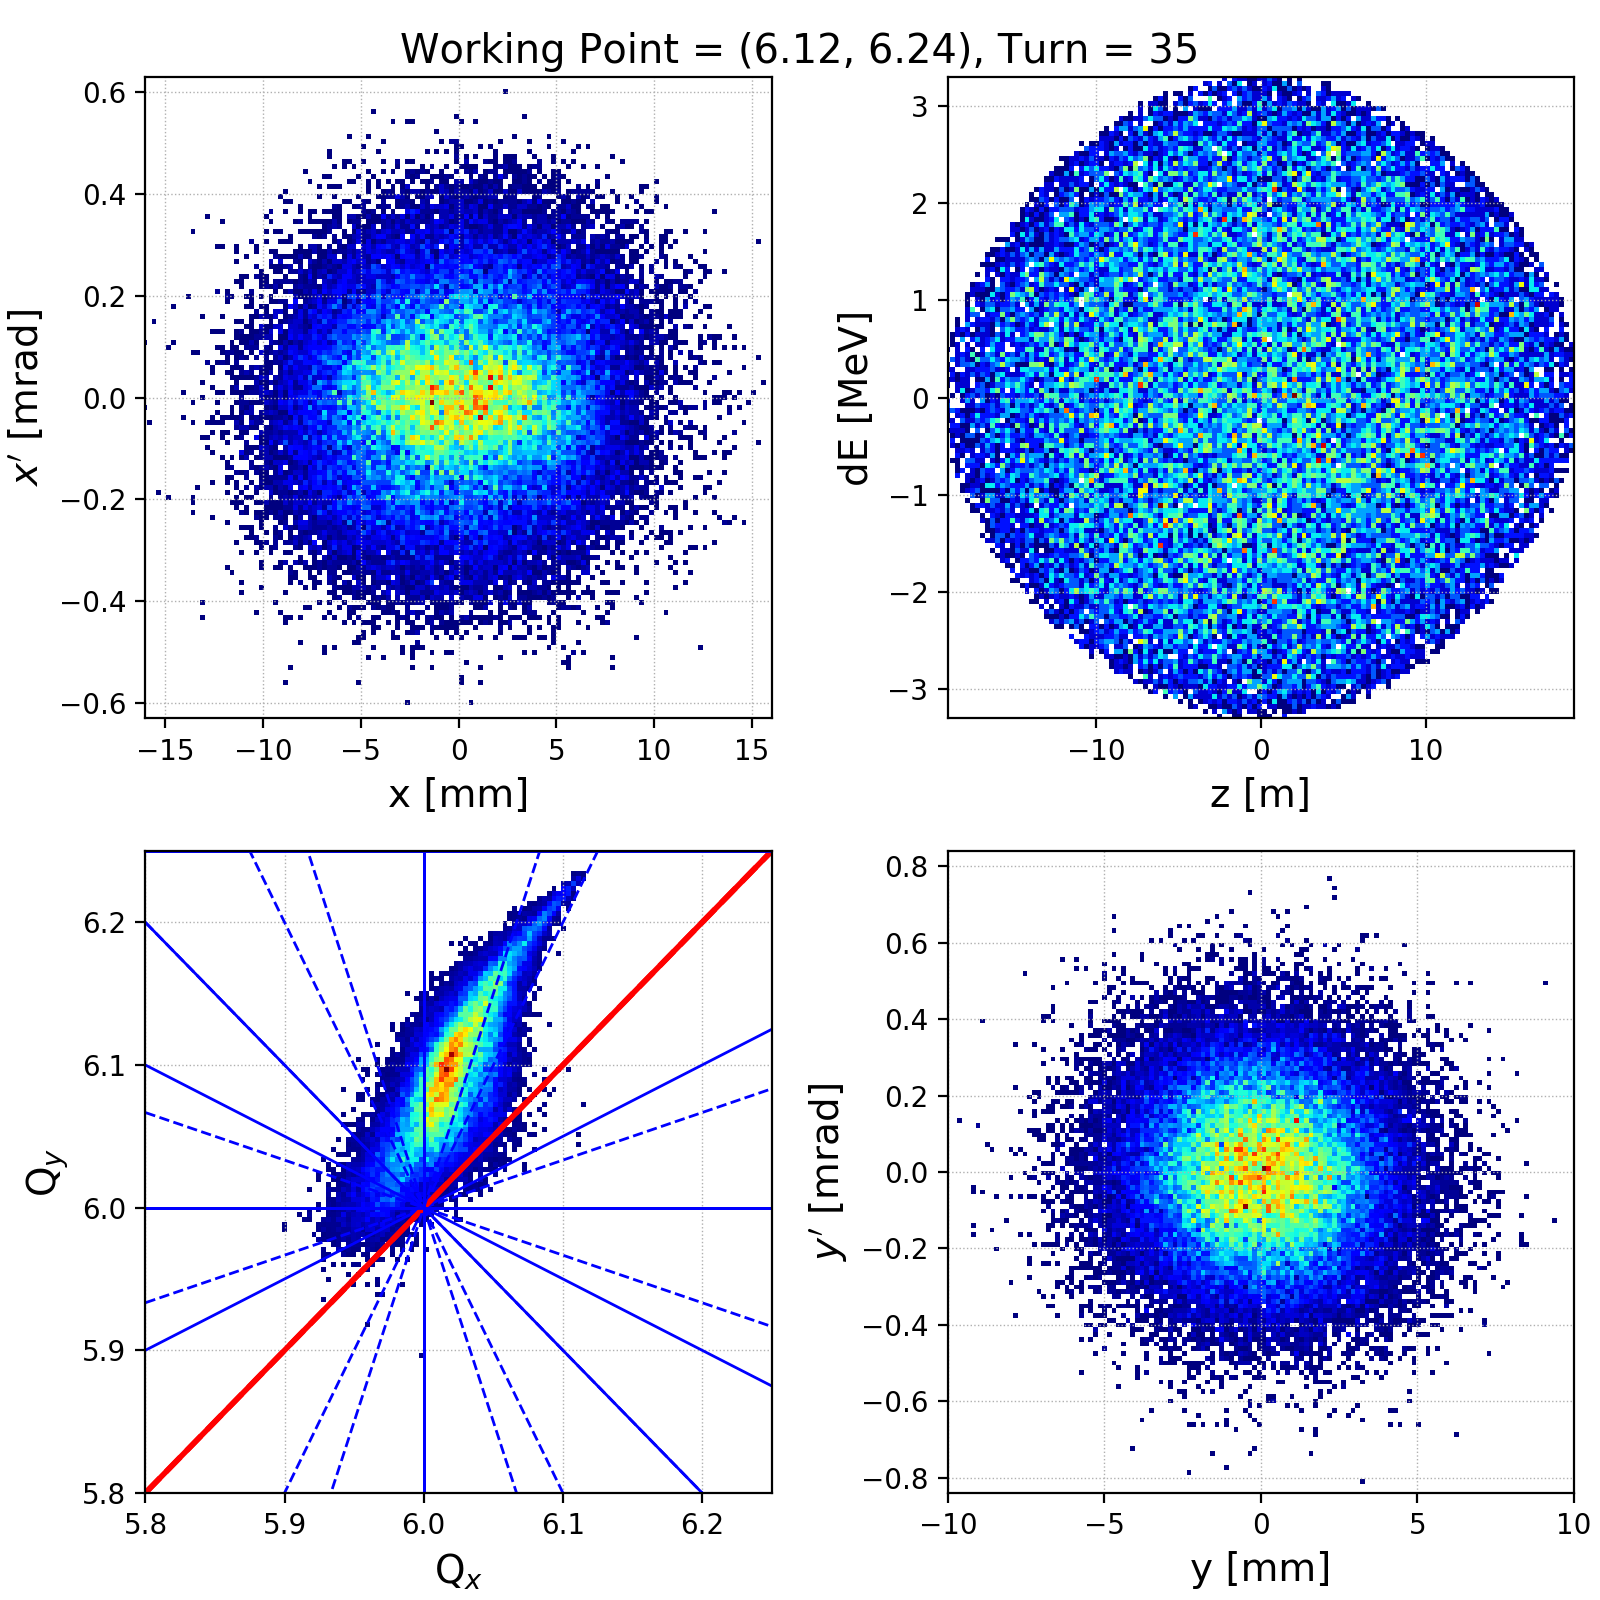 Working Point = (6.12, 6.24), Turn = 35
0.6
0.4
0.2
0.0
−0.2
−0.4
−0.6
x′ [mrad]
−15 −10 −5 0 5 10 15
x [mm]
3
2
1
0
−1
−2
−3
dE [MeV]
−10 0 10
z [m]
6.2
6.1
6.0
5.9
5.8
Qy
5.8 5.9 6.0 6.1 6.2
Qx
0.8
0.6
0.4
0.2
0.0
−0.2
−0.4
−0.6
−0.8
y′ [mrad]
−10 −5 0 5 10
y [mm]